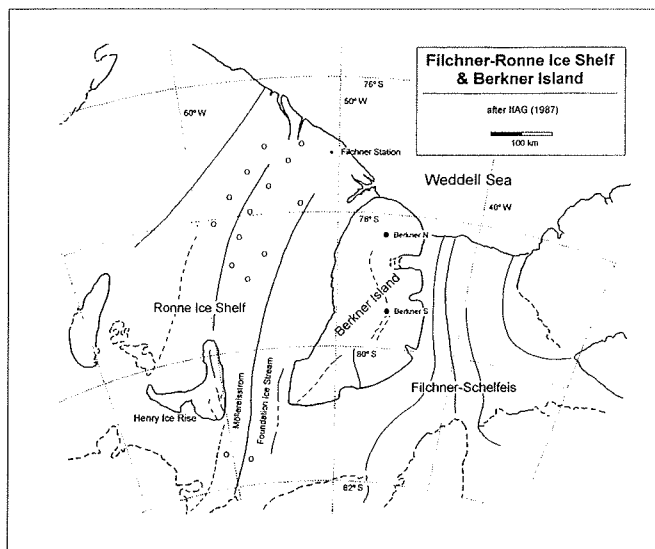 Filchner-Ronne Ice Shelf
& Berkner Island
after IfAG (1987)
100 km
76° S
50° W
60° W
Filchner Station
Weddell Sea
40° W
78° S
Berkner N
Berkner Island
Ronne Ice Shelf
Berkner S
80° S
Möllereisstrom
Foundation Ice Stream
Filchner-Schelfeis
Henry Ice Rise
82° S